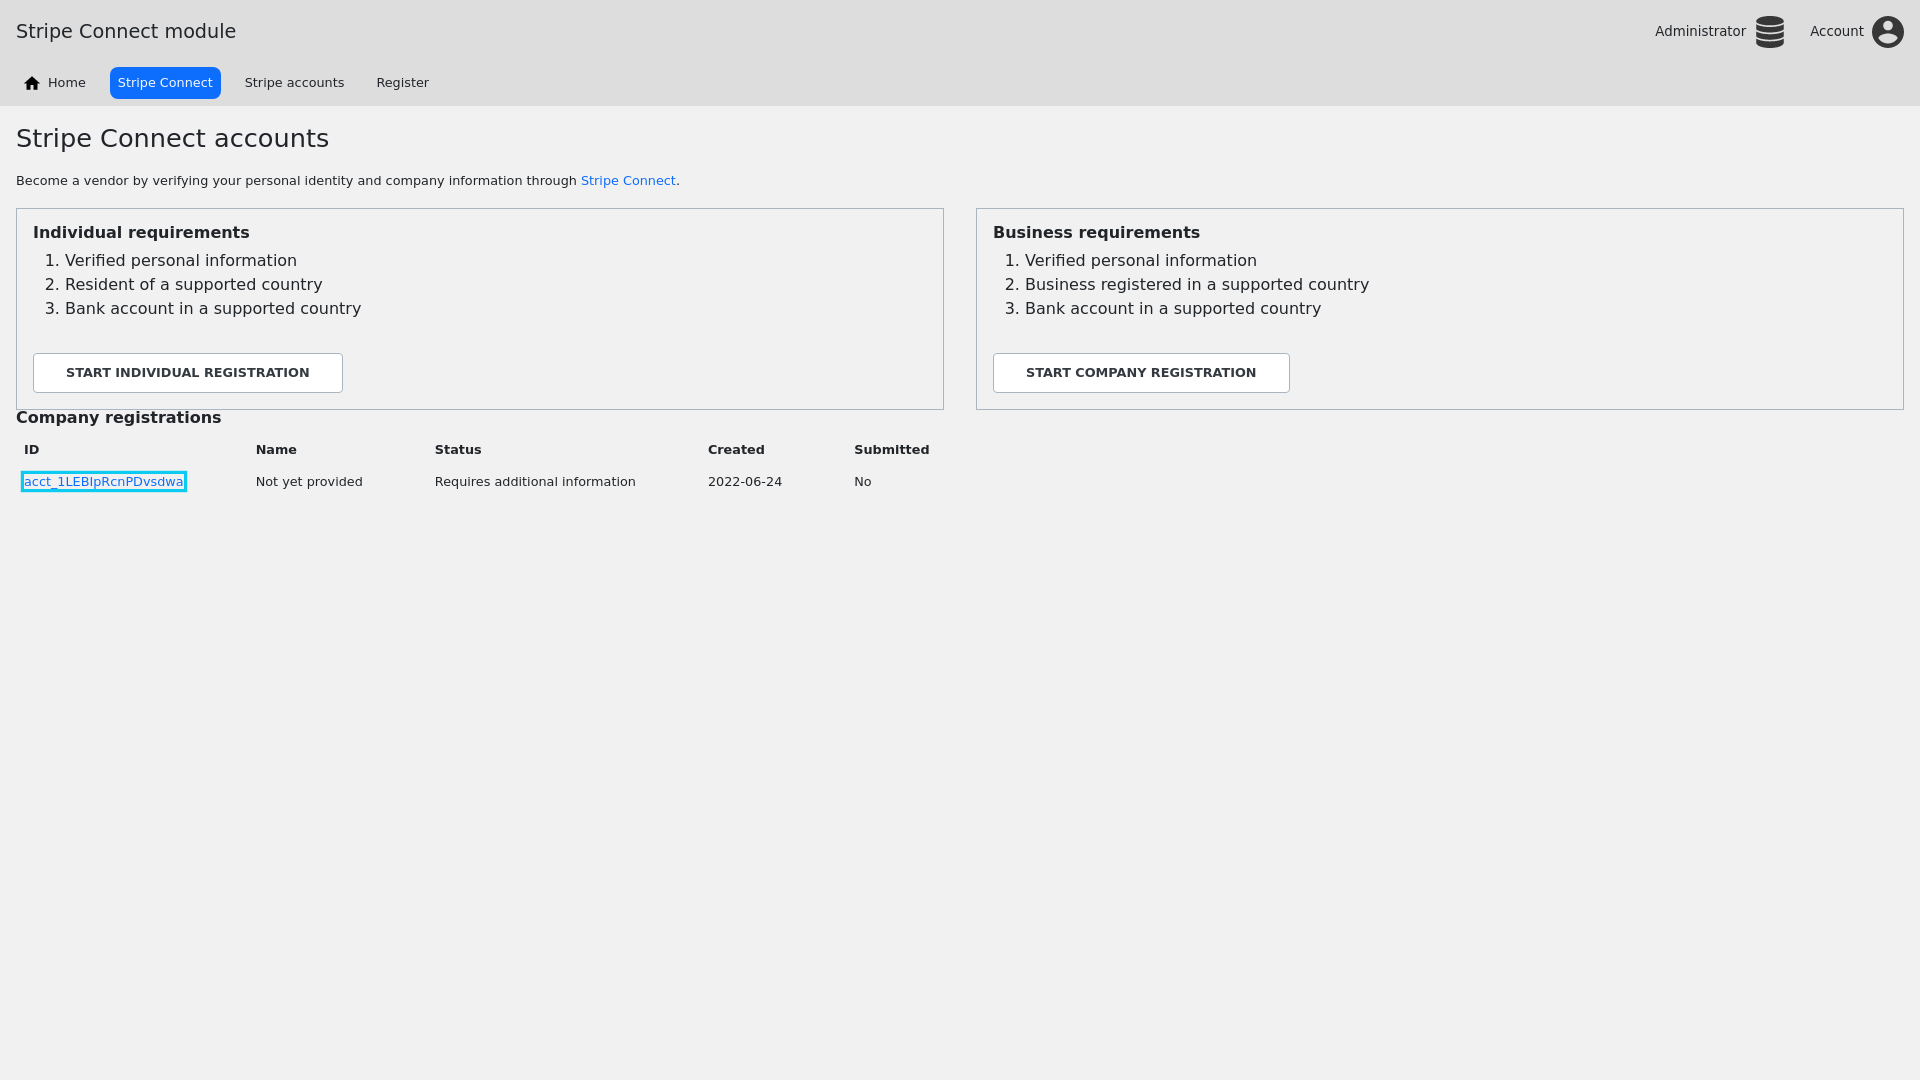 Stripe Connect module
Administrator
Account
Home
Stripe Connect
Stripe accounts
Register
Stripe Connect accounts
Become a vendor by verifying your personal identity and company information through Stripe Connect.
Individual requirements
1. Verified personal information
2. Resident of a supported country
3. Bank account in a supported country
START INDIVIDUAL REGISTRATION
Business requirements
1. Verified personal information
2. Business registered in a supported country
3. Bank account in a supported country
START COMPANY REGISTRATION
Company registrations
ID Name Status Created Submitted
acct_1LEBlpRcnPDvsdwa Not yet provided Requires additional information 2022-06-24 No